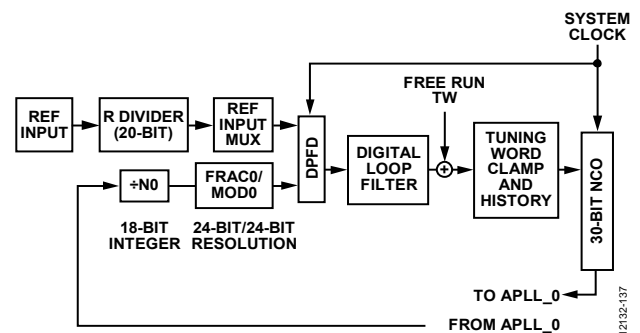 SYSTEM
CLOCK
FREE RUN
TW
REF
INPUT
R DIVIDER
(20-BIT)
REF
INPUT
MUX
DPFD
DIGITAL
LOOP
FILTER
+
TUNING
WORD
CLAMP
AND
HISTORY
30-BIT NCO
÷N0
FRAC0/
MOD0
18-BIT
INTEGER
24-BIT/24-BIT
RESOLUTION
TO APLL_0
FROM APLL_0
12132-137